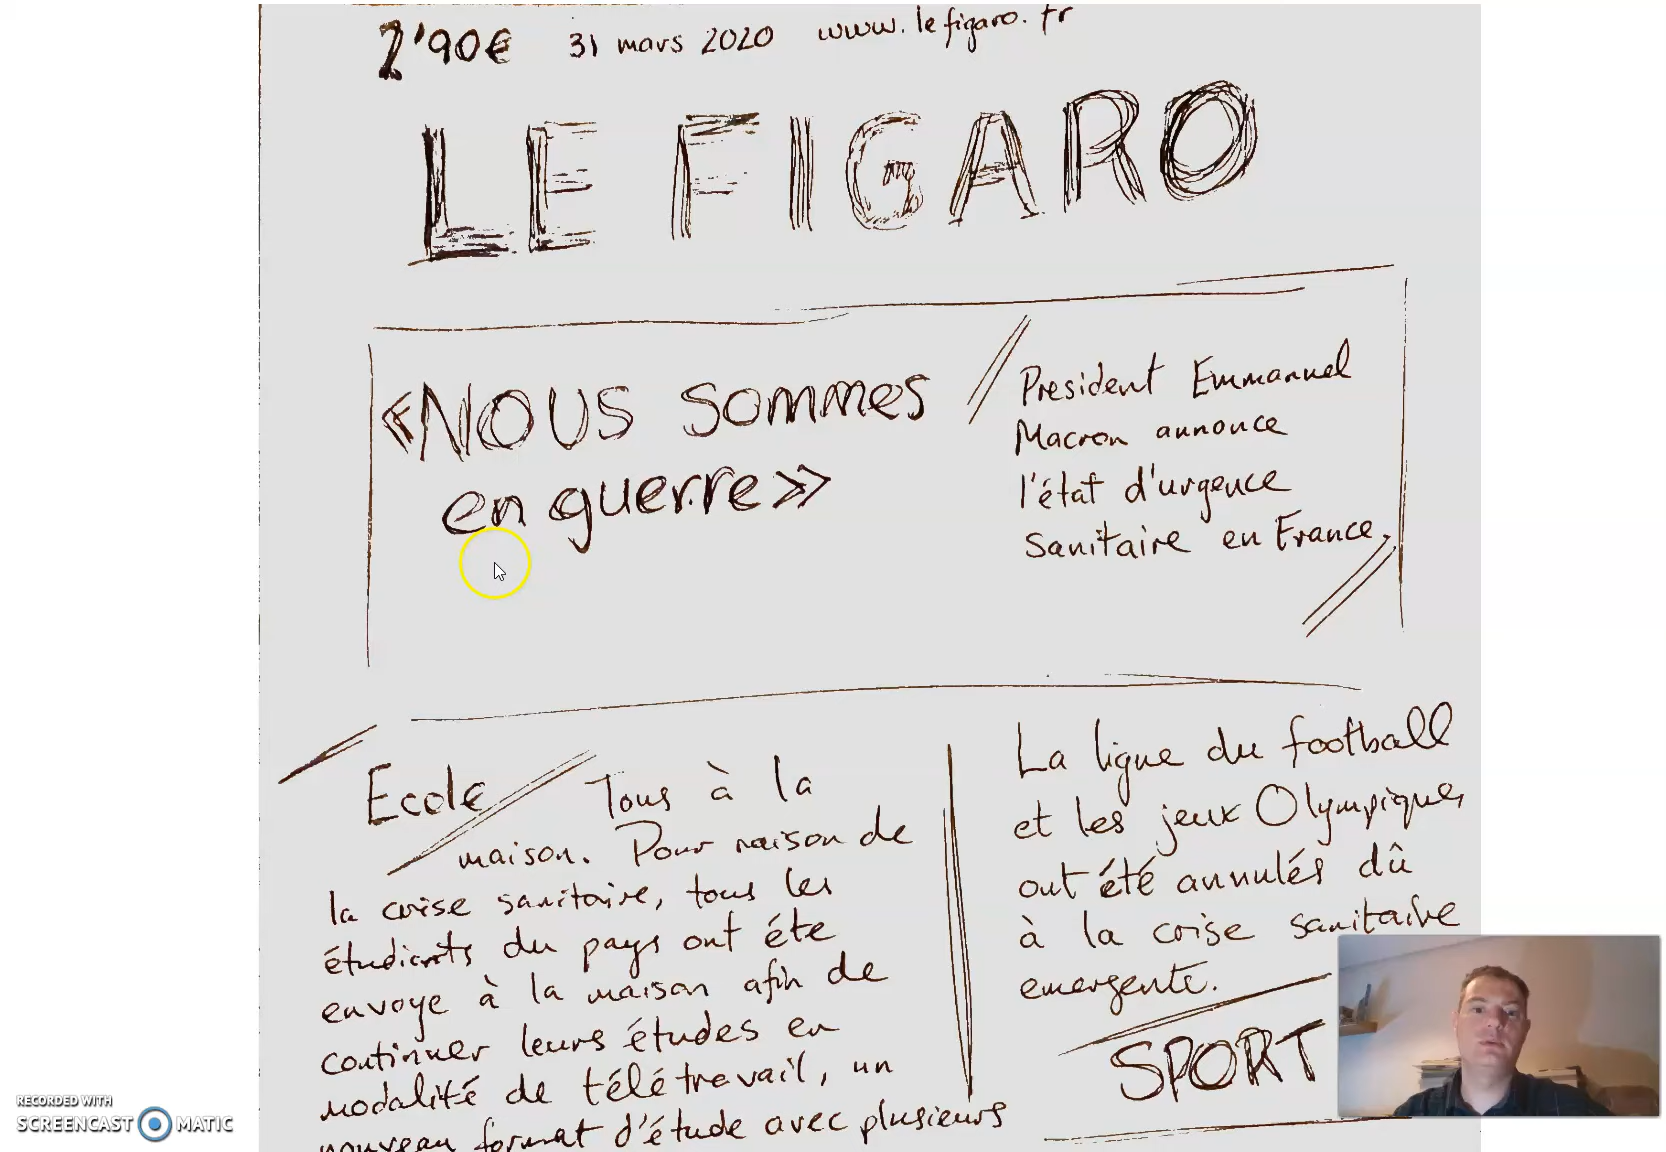 2'90€ 31 mars 2020 www.lefigaro.fr
LE FIGARO
«NOUS sommes
en guerre»
President Emmanuel
Macron annonce
l'état d'urgence
Sanitaire en France.
Ecole Tous à la
maison. Pour raison de
la crise sanitaire, tous les
étudiants du pays ont éte
envoye à la maison afin de
continuer leurs études en
modalité de télétravail, un
nouveau format d'étude avec plusieurs
La ligue du football
et les jeux Olympiques
ont été annulés dû
à la crise sanitaire
emergente.
SPORT
RECORDED WITH
SCREENCAST MATIC